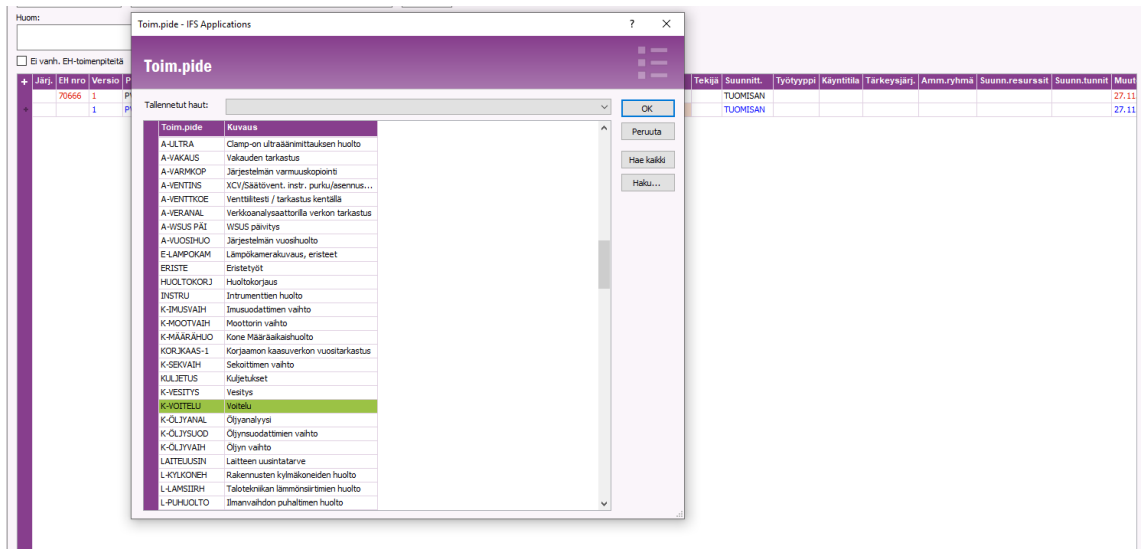 Huom:
Toim.pide - IFS Applications ? ×
Ei vanh. EH-toimenpiteitä
Toim.pide
+ Järj. EH nro Versio P Tekijä Suunnitt. Työtyyppi Käyntitila Tärkeysjärj. Amm.ryhmä Suunn.resurssit Suunn.tunnit Muut
70666 1 PV TUOMISAN 27.11
1 PV TUOMISAN 27.11
Tallennetut haut:
OK
Peruuta
Hae kaikki
Haku...
Toim.pide Kuvaus
A-ULTRA Clamp-on ultraäänimittauksen huolto
A-VAKAUS Vakauden tarkastus
A-VARMKOP Järjestelmän varmuuskopiointi
A-VENTINS XCV/Säätövent. instr. purku/asennus...
A-VENTTKOE Venttiilitesti / tarkastus kentällä
A-VERANAL Verkkoanalysaattorilla verkon tarkastus
A-WSUS PÄI WSUS päivitys
A-VUOSIHUO Järjestelmän vuosihuolto
E-LAMPOKAM Lämpökamerakuvaus, eristeet
ERISTE Eristetyöt
HUOLTOKORJ Huoltokorjaus
INSTRU Intrumenttien huolto
K-IMUSVAIH Imusuodattimen vaihto
K-MOOTVAIH Moottorin vaihto
K-MÄÄRÄHUO Kone Määräaikaishuolto
KORJKAAS-1 Korjaamon kaasuverkon vuositarkastus
K-SEKVAIH Sekoittimen vaihto
KULJETUS Kuljetukset
K-VESITYS Vesitys
K-VOITELU Voitelu
K-ÖLJYANAL Öljyanalyysi
K-ÖLJYSUOD Öljynsuodattimien vaihto
K-ÖLJYVAIH Öljyn vaihto
LAITEUUSIN Laitteen uusintatarve
L-KYLKONEH Rakennusten kylmäkoneiden huolto
L-LAMSIIRH Talotekniikan lämmönsiirtimien huolto
L-PUHUOLTO Ilmanvaihdon puhaltimen huolto